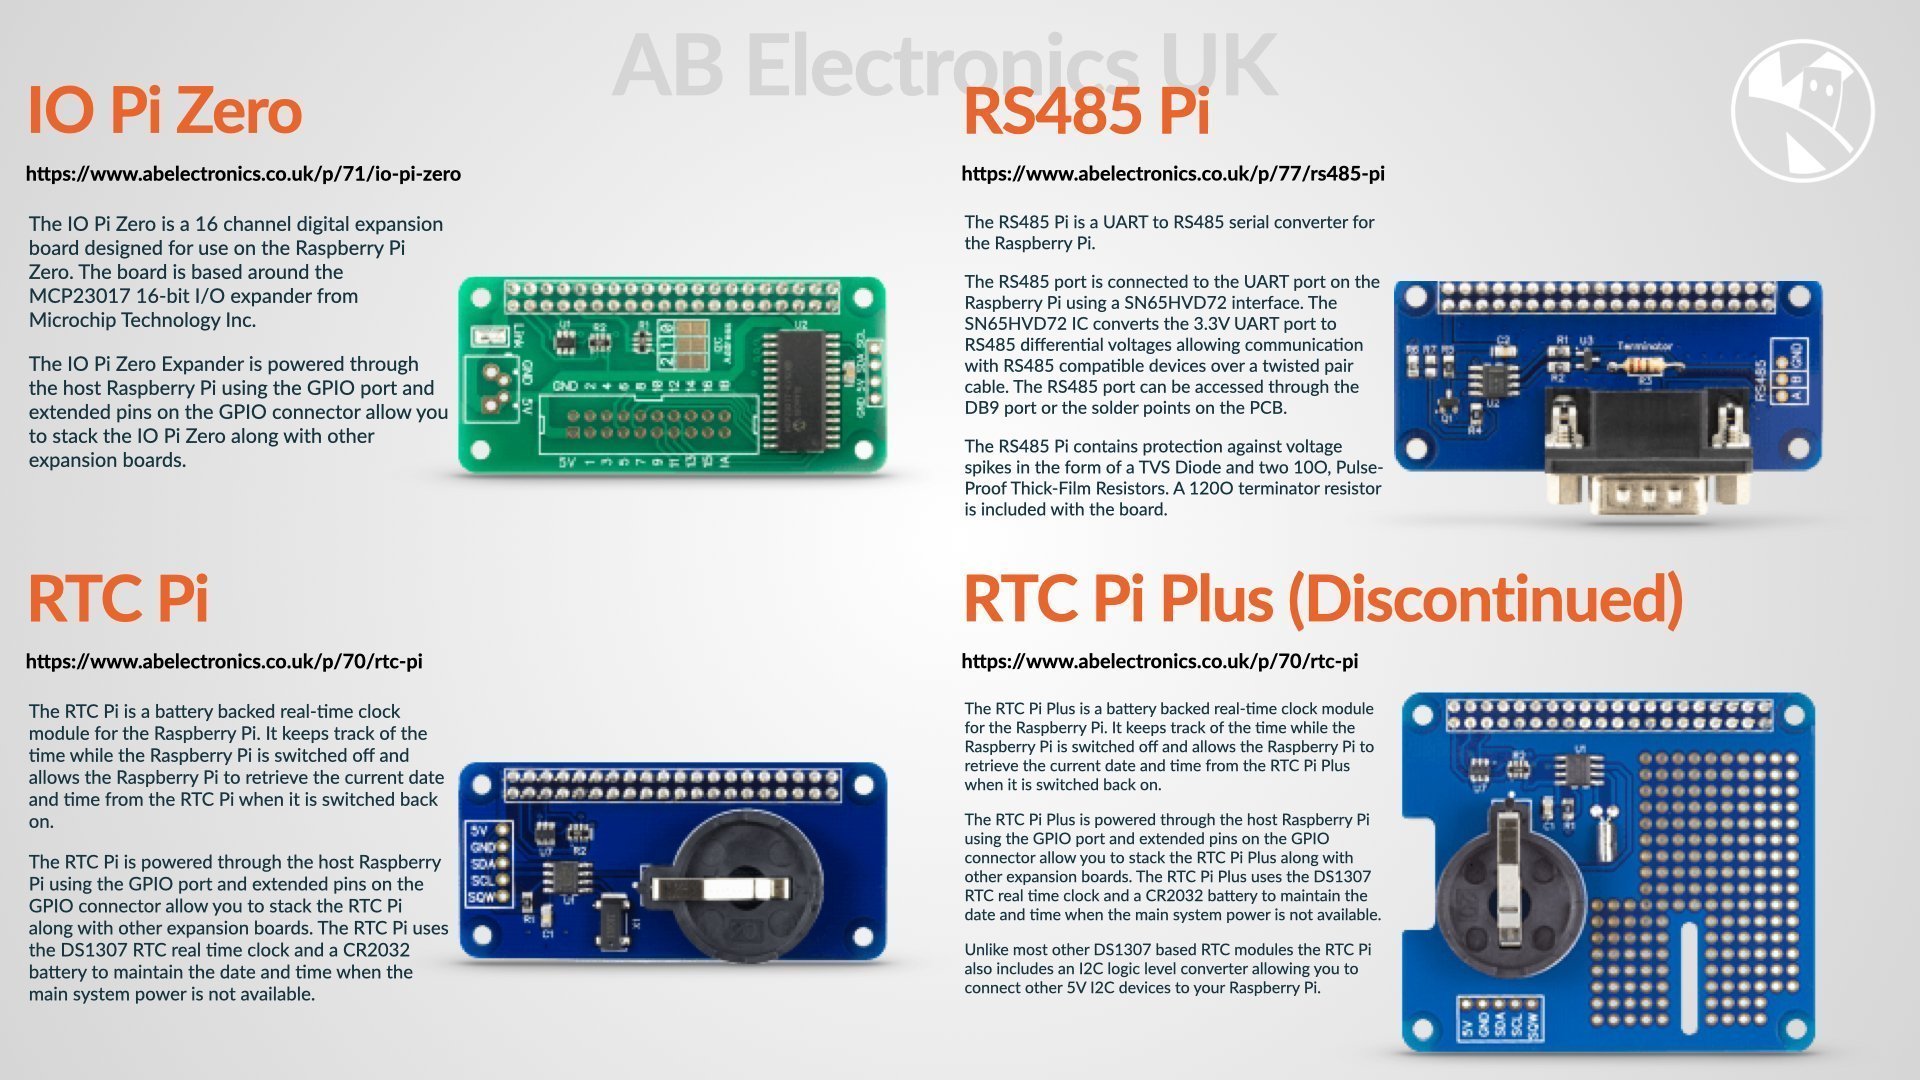 AB Electronics UK
IO Pi Zero
https://www.abelectronics.co.uk/p/71/io-pi-zero
The IO Pi Zero is a 16 channel digital expansion
board designed for use on the Raspberry Pi
Zero. The board is based around the
MCP23017 16-bit I/O expander from
Microchip Technology Inc.
The IO Pi Zero Expander is powered through
the host Raspberry Pi using the GPIO port and
extended pins on the GPIO connector allow you
to stack the IO Pi Zero along with other
expansion boards.
U1
U2
GND 2 4 6 8 10 12 14 16
5V 1 3 5 7 9 11 13 15
GND
5V
GND 5V SDA SCL
RS485 Pi
https://www.abelectronics.co.uk/p/77/rs485-pi
The RS485 Pi is a UART to RS485 serial converter for
the Raspberry Pi.
The RS485 port is connected to the UART port on the
Raspberry Pi using a SN65HVD72 interface. The
SN65HVD72 IC converts the 3.3V UART port to
RS485 differential voltages allowing communication
with RS485 compatible devices over a twisted pair
cable. The RS485 port can be accessed through the
DB9 port or the solder points on the PCB.
The RS485 Pi contains protection against voltage
spikes in the form of a TVS Diode and two 10O, Pulse-
Proof Thick-Film Resistors. A 120O terminator resistor
is included with the board.
C2
R1
U3
Terminator
R2
R3
U2
R4
RS485
A B GND
RTC Pi
https://www.abelectronics.co.uk/p/70/rtc-pi
The RTC Pi is a battery backed real-time clock
module for the Raspberry Pi. It keeps track of the
time while the Raspberry Pi is switched off and
allows the Raspberry Pi to retrieve the current date
and time from the RTC Pi when it is switched back
on.
The RTC Pi is powered through the host Raspberry
Pi using the GPIO port and extended pins on the
GPIO connector allow you to stack the RTC Pi
along with other expansion boards. The RTC Pi uses
the DS1307 RTC real time clock and a CR2032
battery to maintain the date and time when the
main system power is not available.
5V
GND
SDA
SCL
SQW
R2
U1
R1
C1
X1
RTC Pi Plus (Discontinued)
https://www.abelectronics.co.uk/p/70/rtc-pi
The RTC Pi Plus is a battery backed real-time clock module
for the Raspberry Pi. It keeps track of the time while the
Raspberry Pi is switched off and allows the Raspberry Pi to
retrieve the current date and time from the RTC Pi Plus
when it is switched back on.
The RTC Pi Plus is powered through the host Raspberry Pi
using the GPIO port and extended pins on the GPIO
connector allow you to stack the RTC Pi Plus along with
other expansion boards. The RTC Pi Plus uses the DS1307
RTC real time clock and a CR2032 battery to maintain the
date and time when the main system power is not available.
Unlike most other DS1307 based RTC modules the RTC Pi
also includes an I2C logic level converter allowing you to
connect other 5V I2C devices to your Raspberry Pi.
U1
C1
R1
5V GND SDA SCL SQW